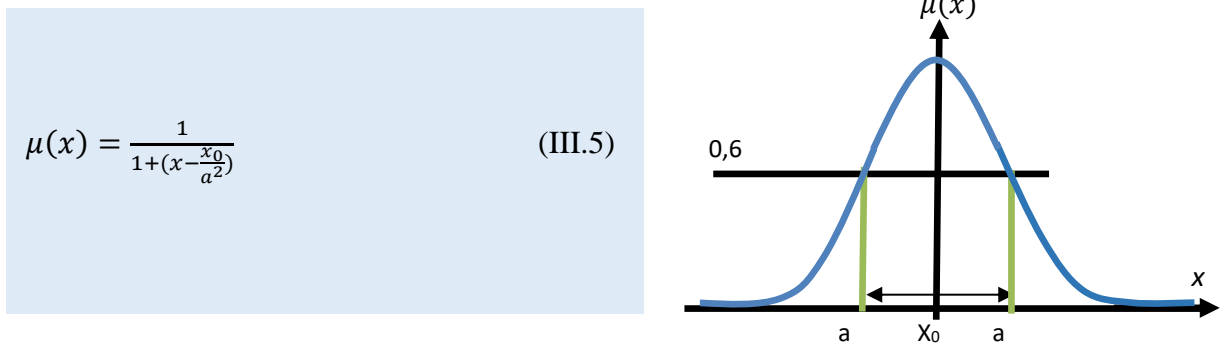 μ(x) = 1/(1+(x−x₀/a²)) (III.5)
μ(x)
0,6
x
a X₀ a